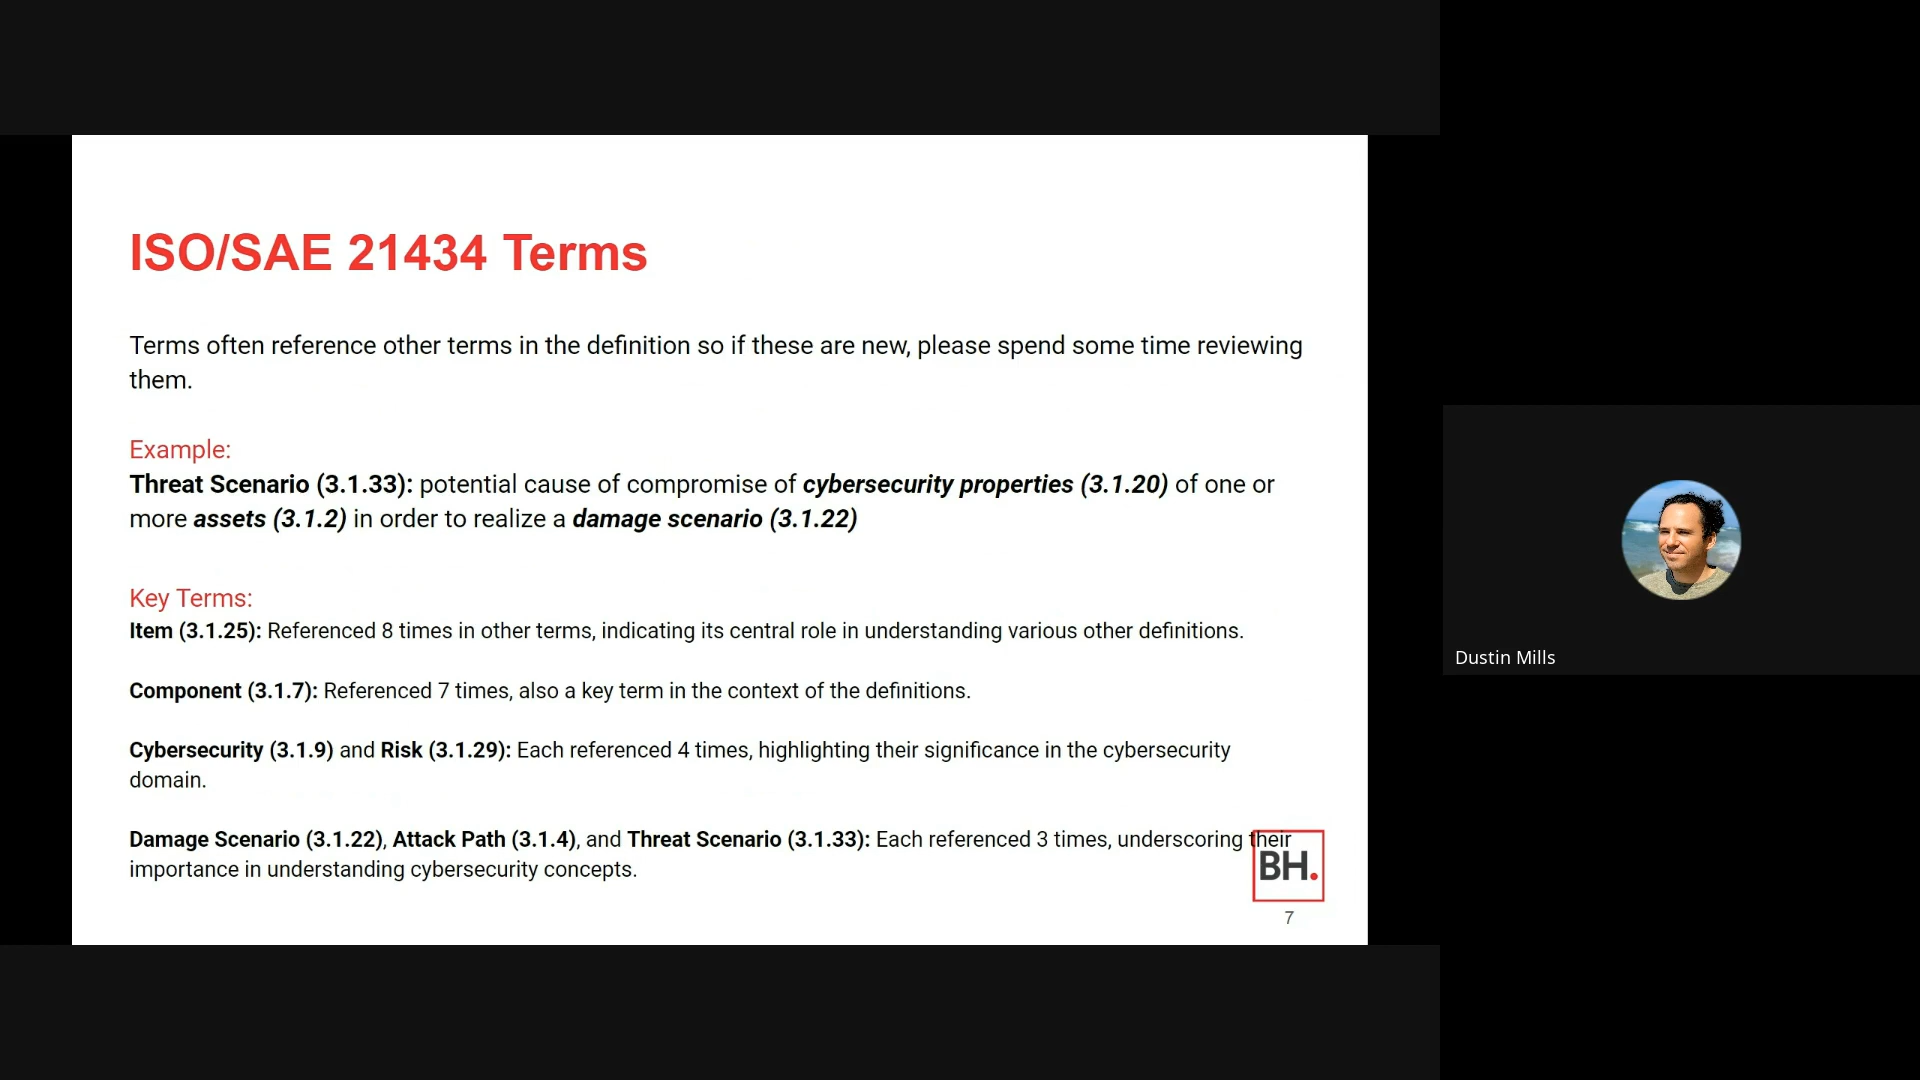 ISO/SAE 21434 Terms
Terms often reference other terms in the definition so if these are new, please spend some time reviewing
them.
Example:
Threat Scenario (3.1.33): potential cause of compromise of cybersecurity properties (3.1.20) of one or
more assets (3.1.2) in order to realize a damage scenario (3.1.22)
Key Terms:
Item (3.1.25): Referenced 8 times in other terms, indicating its central role in understanding various other definitions.
Component (3.1.7): Referenced 7 times, also a key term in the context of the definitions.
Cybersecurity (3.1.9) and Risk (3.1.29): Each referenced 4 times, highlighting their significance in the cybersecurity
domain.
Damage Scenario (3.1.22), Attack Path (3.1.4), and Threat Scenario (3.1.33): Each referenced 3 times, underscoring their
importance in understanding cybersecurity concepts.
BH.
7
Dustin Mills